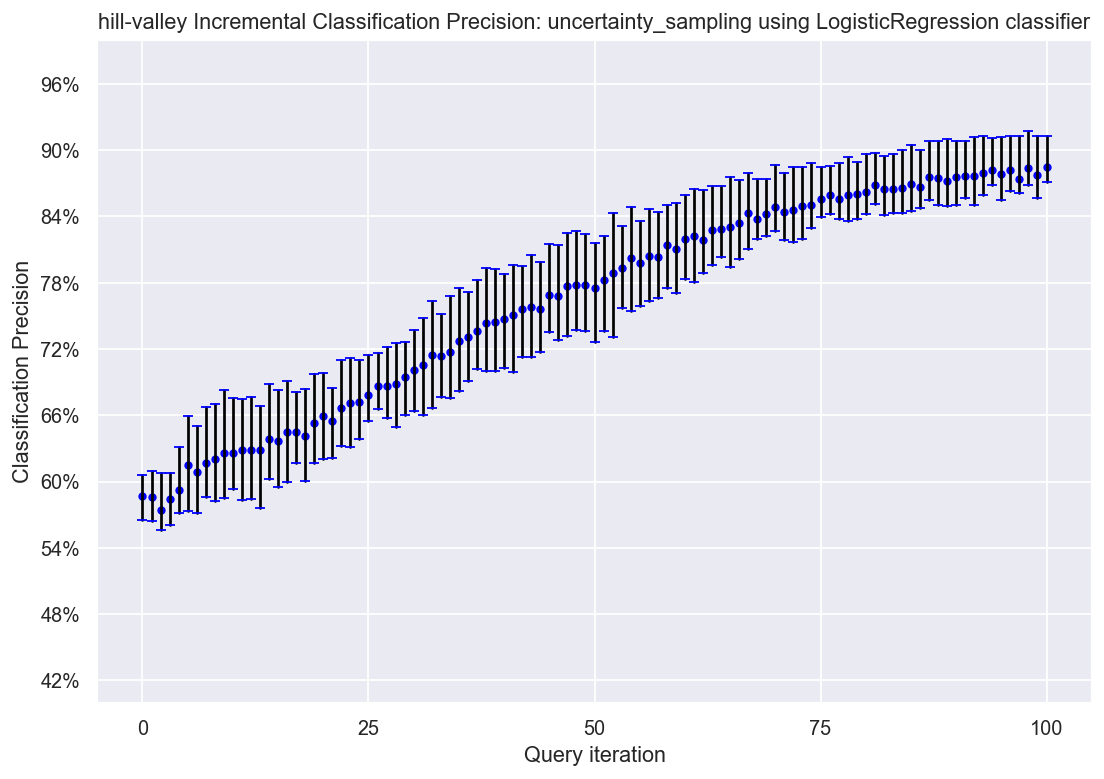 hill-valley Incremental Classification Precision: uncertainty_sampling using LogisticRegression classifier
96%
90%
84%
78%
72%
66%
60%
54%
48%
42%
Classification Precision
0 25 50 75 100
Query iteration